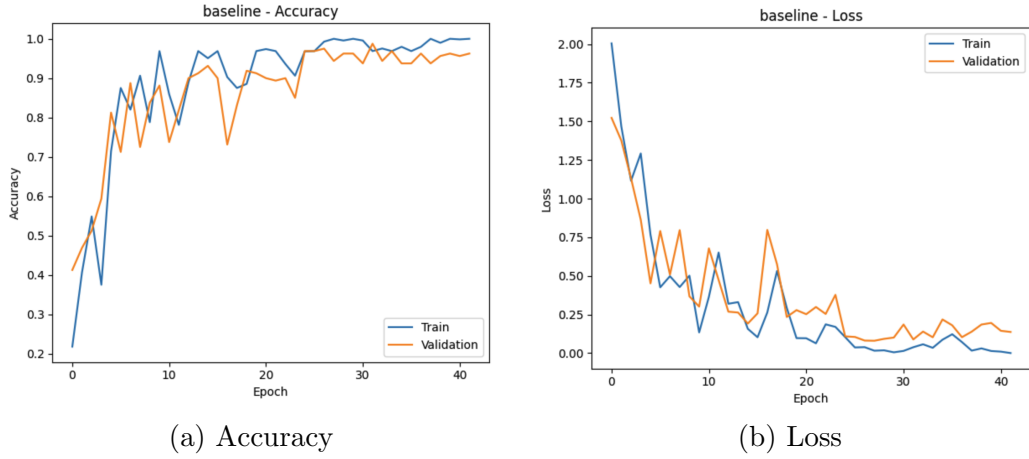 baseline - Accuracy
1.0
0.9
0.8
0.7
0.6
0.5
0.4
0.3
0.2
Accuracy
0 10 20 30 40
Epoch
Train
Validation
(a) Accuracy
baseline - Loss
2.00
1.75
1.50
1.25
1.00
0.75
0.50
0.25
0.00
Loss
0 10 20 30 40
Epoch
Train
Validation
(b) Loss